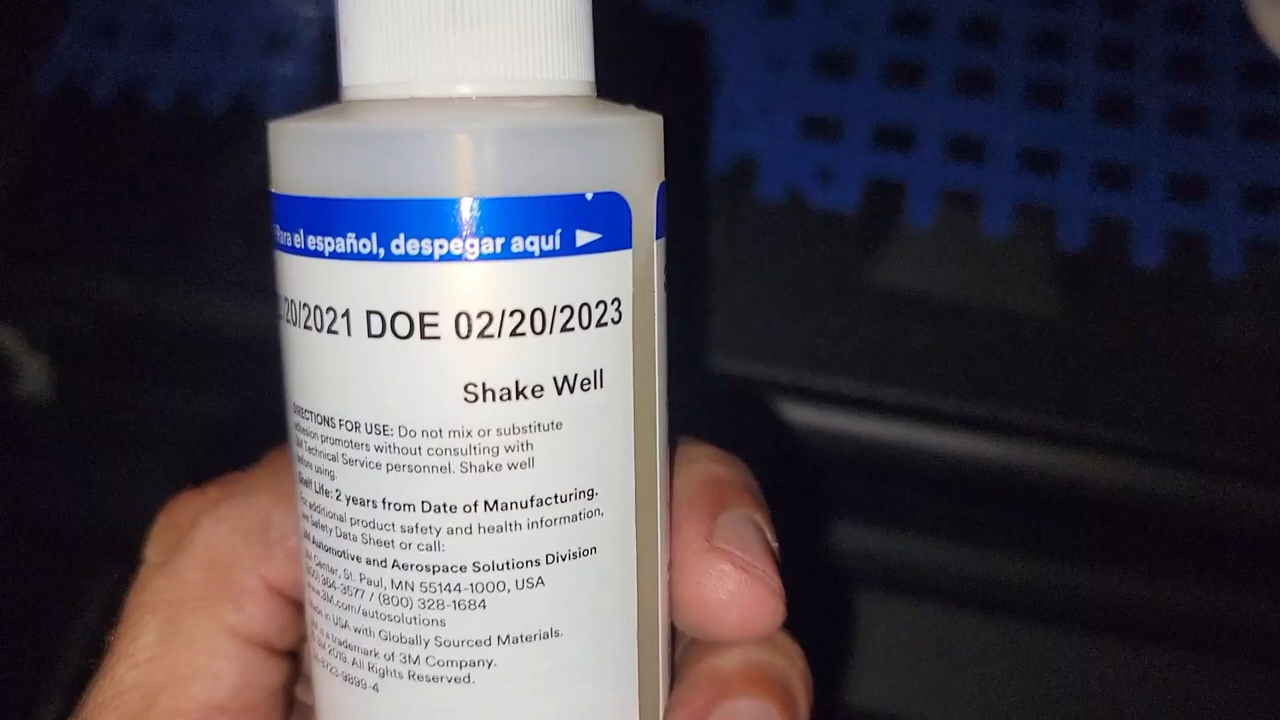 Para el español, despegar aquí
/20/2021 DOE 02/20/2023
Shake Well
DIRECTIONS FOR USE: Do not mix or substitute
adhesion promoters without consulting with
3M Technical Service personnel. Shake well
before using.
Shelf Life: 2 years from Date of Manufacturing.
For additional product safety and health information,
see Safety Data Sheet or call:
3M Automotive and Aerospace Solutions Division
3M Center, St. Paul, MN 55144-1000, USA
(800) 364-3577 / (800) 328-1684
www.3M.com/autosolutions
Made in USA with Globally Sourced Materials.
3M is a trademark of 3M Company.
© 3M 2019. All Rights Reserved.
8723-9899-4